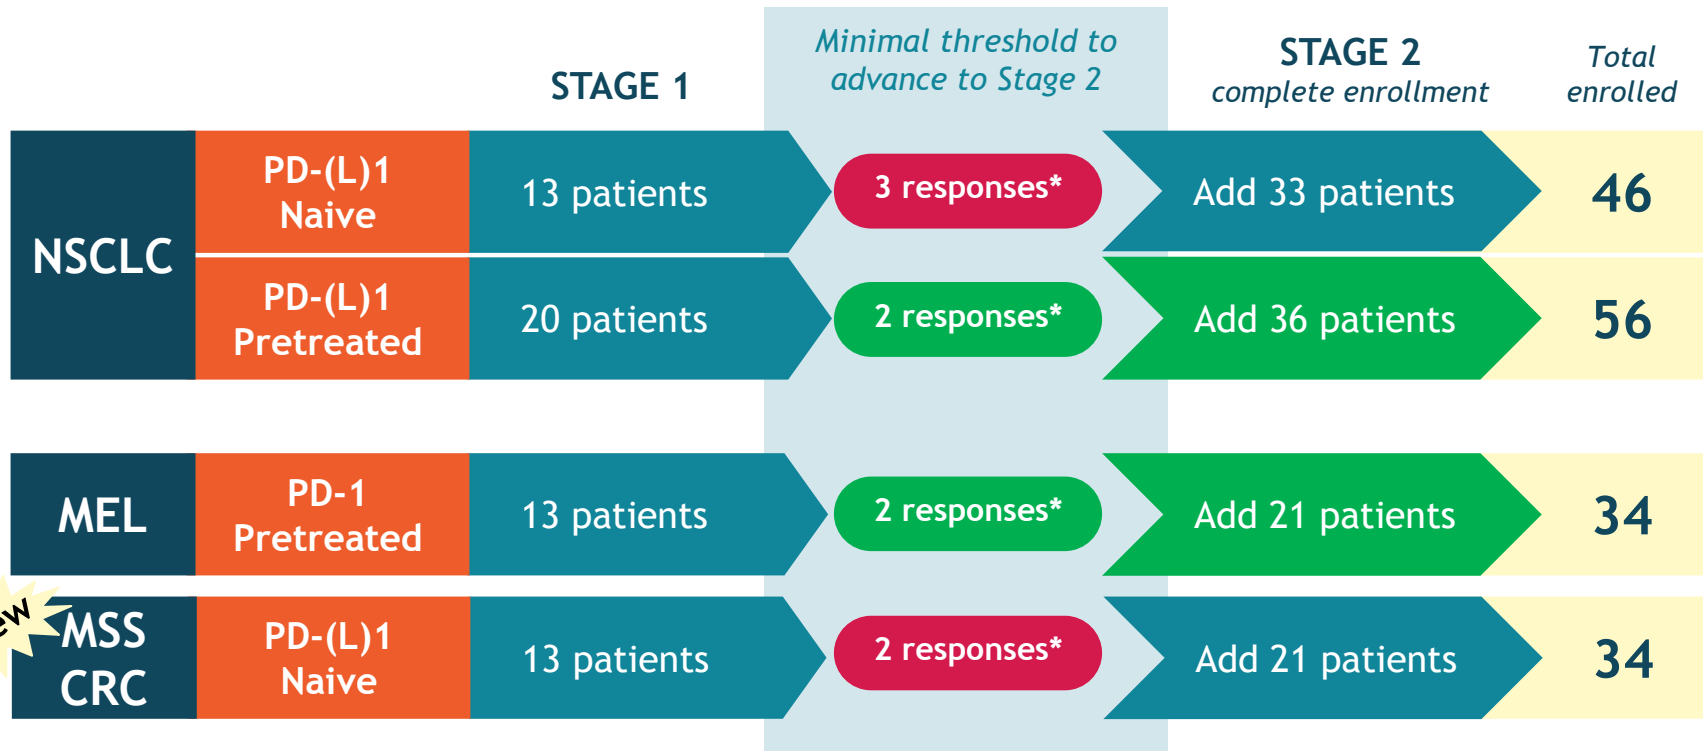 STAGE 1
Minimal threshold to
advance to Stage 2
STAGE 2
complete enrollment
Total
enrolled
NSCLC
PD-(L)1
Naive
13 patients
3 responses*
Add 33 patients
46
PD-(L)1
Pretreated
20 patients
2 responses*
Add 36 patients
56
MEL
PD-1
Pretreated
13 patients
2 responses*
Add 21 patients
34
MSS
CRC
PD-(L)1
Naive
13 patients
2 responses*
Add 21 patients
34